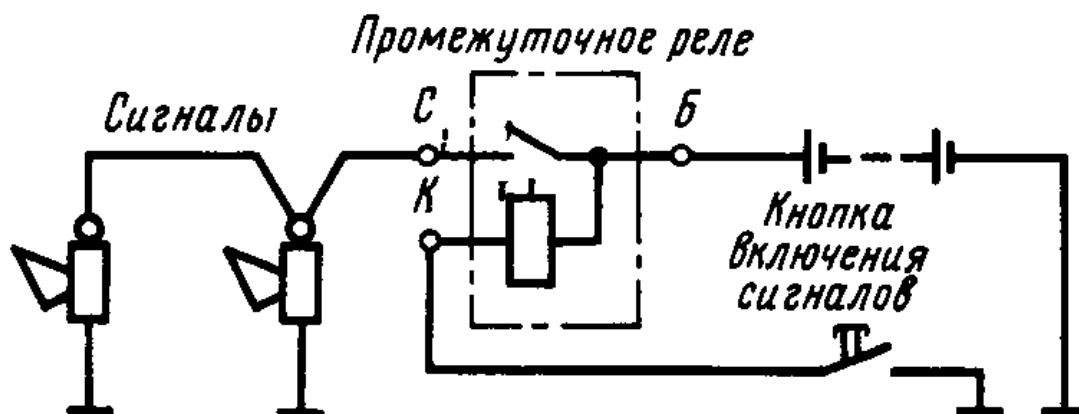 Промежуточное реле
Сигналы
С
Б
К
Кнопка
включения
сигналов